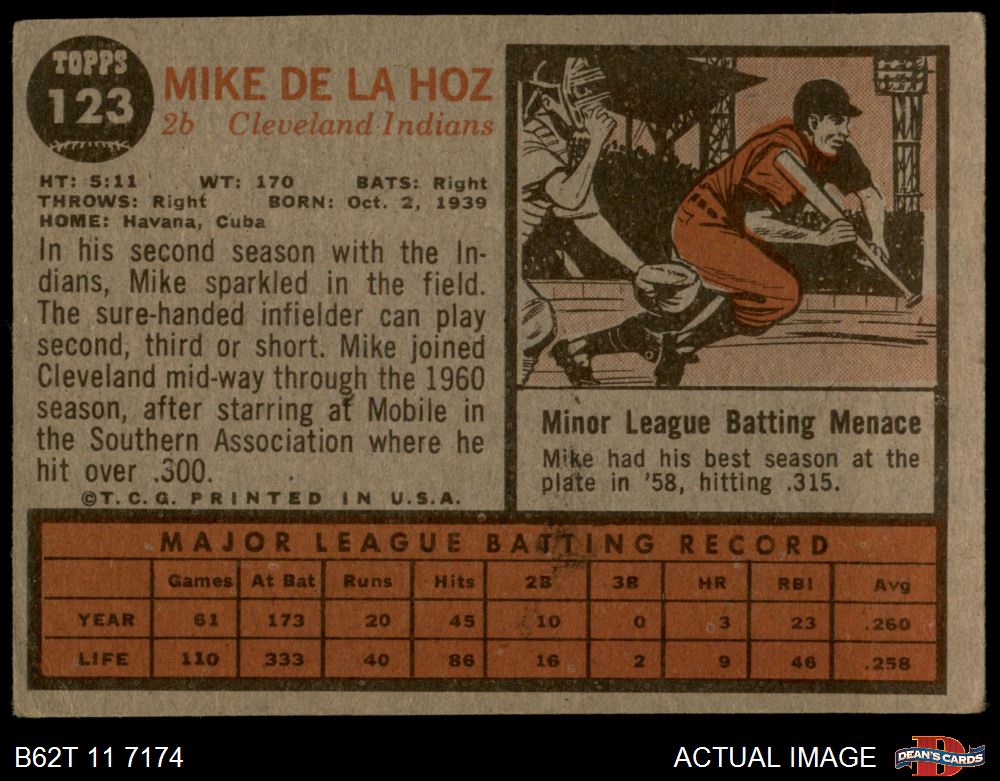 TOPPS
123
MIKE DE LA HOZ
2b Cleveland Indians
HT: 5:11 WT: 170 BATS: Right
THROWS: Right BORN: Oct. 2, 1939
HOME: Havana, Cuba
In his second season with the In-
dians, Mike sparkled in the field.
The sure-handed infielder can play
second, third or short. Mike joined
Cleveland mid-way through the 1960
season, after starring at Mobile in
the Southern Association where he
hit over .300.
©T.C.G. PRINTED IN U.S.A.
Minor League Batting Menace
Mike had his best season at the
plate in '58, hitting .315.
MAJOR LEAGUE BATTING RECORD
Games At Bat Runs Hits 2B 3B HR RBI Avg
YEAR 61 173 20 45 10 0 3 23 .260
LIFE 110 333 40 86 16 2 9 46 .258
B62T 11 7174
ACTUAL IMAGE
D
DEAN'S CARDS